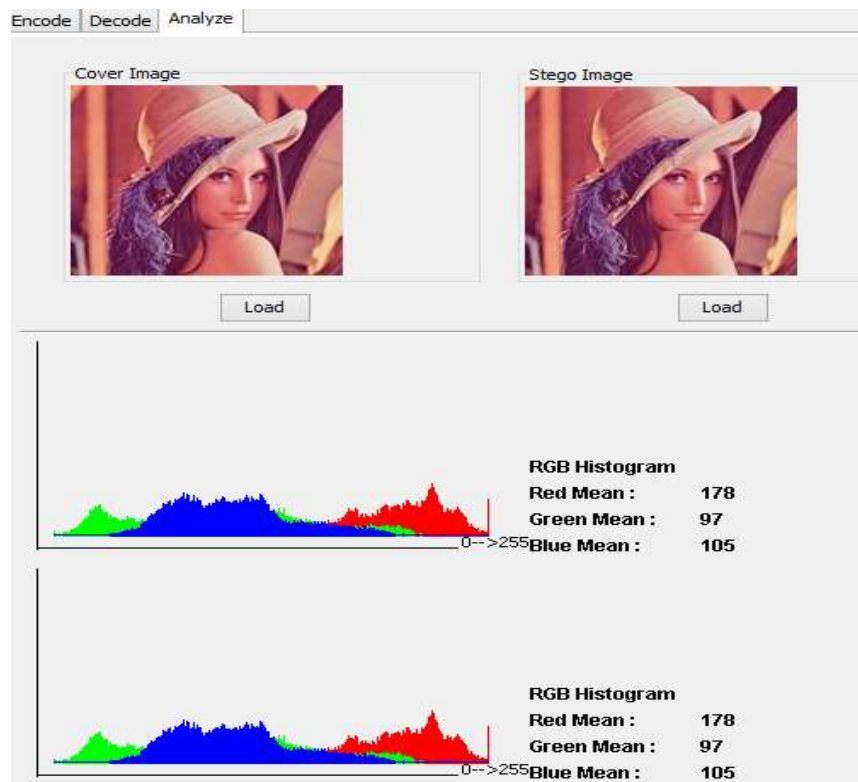 Encode Decode Analyze
Cover Image
Stego Image
Load
Load
RGB Histogram
Red Mean : 178
Green Mean : 97
0-->255
Blue Mean : 105
RGB Histogram
Red Mean : 178
Green Mean : 97
0-->255
Blue Mean : 105